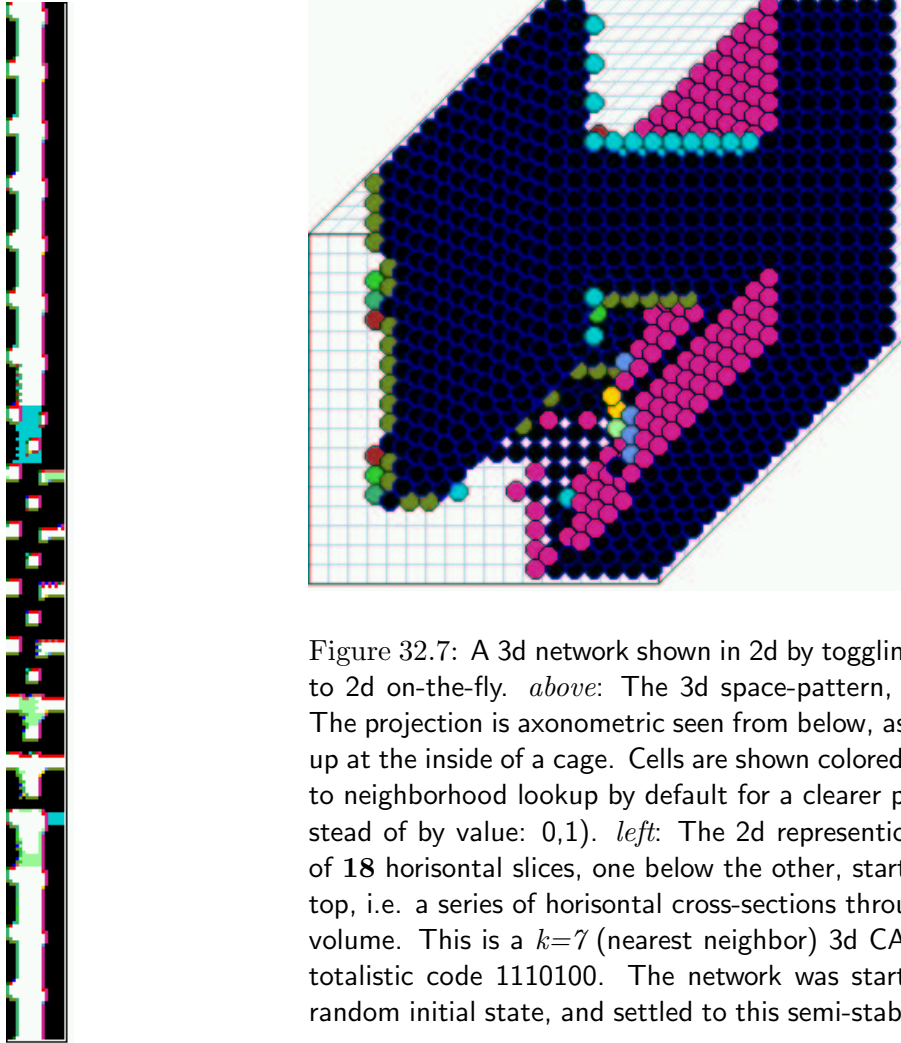 Figure 32.7: A 3d network shown in 2d by togglin
to 2d on-the-fly. above: The 3d space-pattern,
The projection is axonometric seen from below, as
up at the inside of a cage. Cells are shown colored
to neighborhood lookup by default for a clearer p
stead of by value: 0,1). left: The 2d representio
of 18 horisontal slices, one below the other, start
top, i.e. a series of horisontal cross-sections throu
volume. This is a k=7 (nearest neighbor) 3d CA
totalistic code 1110100. The network was start
random initial state, and settled to this semi-stab